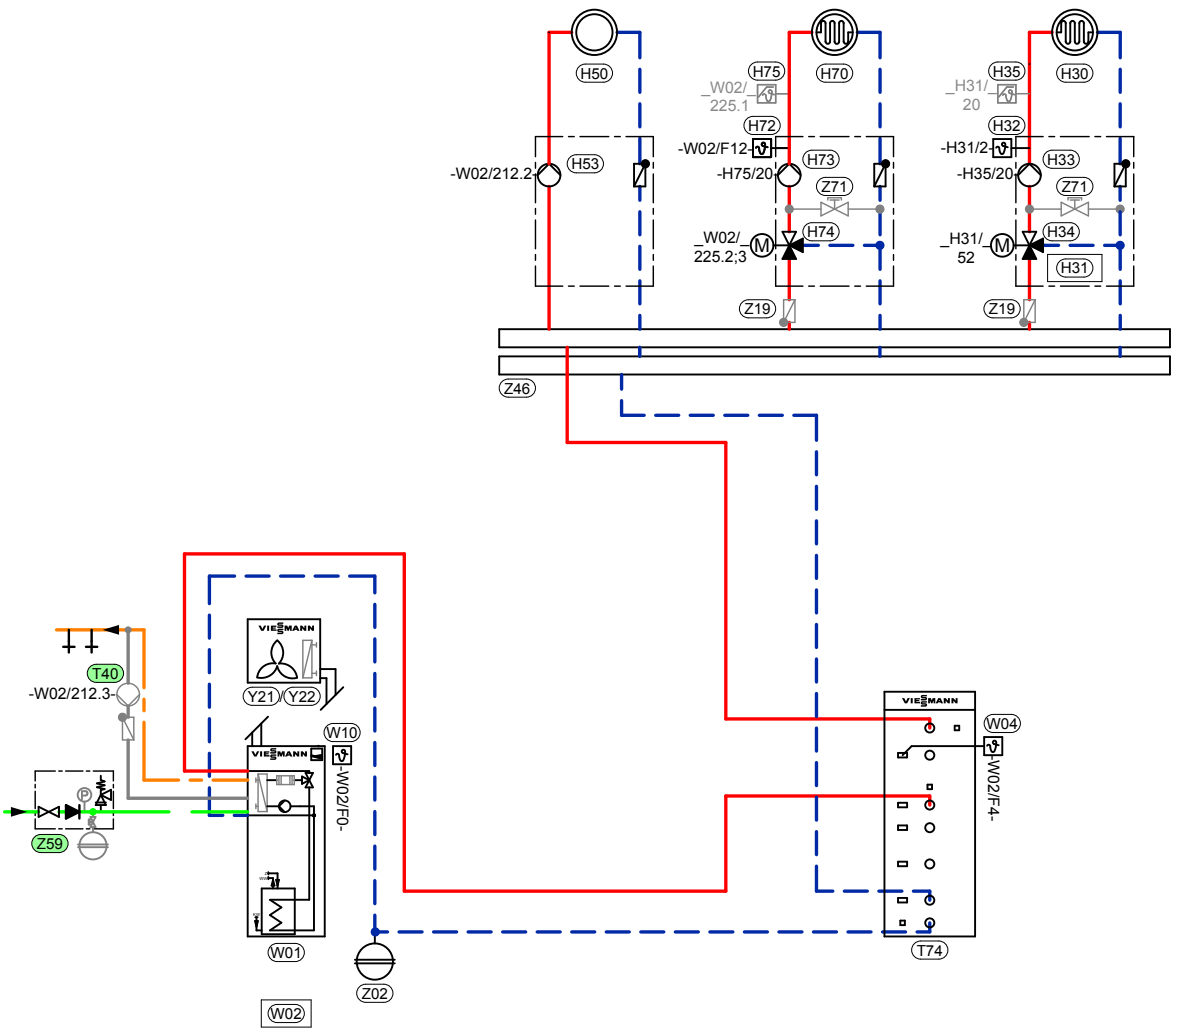 H50
H70
H30
H75
_W02/_
225.1
H35
_H31/_
20
H72
-W02/F12-
H32
-H31/2-
H53
-W02/212.2-
H73
-H75/20-
H33
-H35/20-
Z71
Z71
H74
_W02/_
225.2;3
M
H34
_H31/_
52
M
H31
Z19
Z19
Z46
T40
-W02/212.3-
VIESSMANN
Y21/Y22
W10
-W02/F0-
VIESSMANN
P
Z59
W01
W02
Z02
VIESSMANN
W04
-W02/F4-
T74